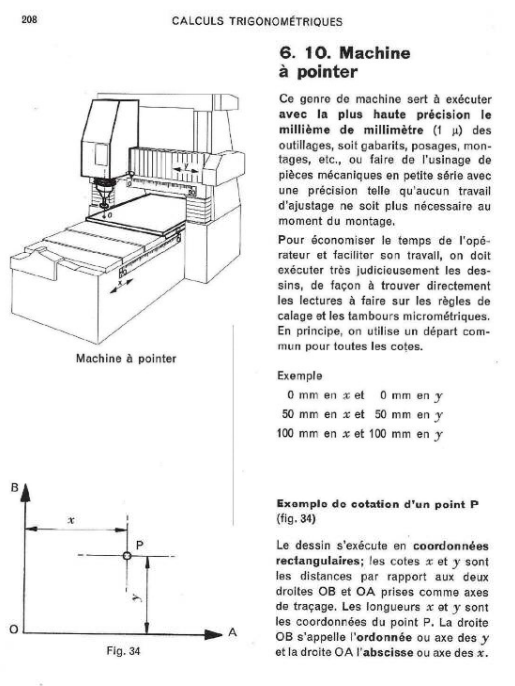 208
CALCULS TRIGONOMÉTRIQUES
6. 10. Machine
à pointer
Ce genre de machine sert à exécuter
avec la plus haute précision le
millième de millimètre (1 μ) des
outillages, soit gabarits, posages, mon-
tages, etc., ou faire de l'usinage de
pièces mécaniques en petite série avec
une précision telle qu'aucun travail
d'ajustage ne soit plus nécessaire au
moment du montage.
Pour économiser le temps de l'opé-
rateur et faciliter son travail, on doit
exécuter très judicieusement les des-
sins, de façon à trouver directement
les lectures à faire sur les règles de
calage et les tambours micrométriques.
En principe, on utilise un départ com-
mun pour toutes les cotes.
y
x
Machine à pointer
Exemple
0 mm en x et 0 mm en y
50 mm en x et 50 mm en y
100 mm en x et 100 mm en y
B
x
P
y
O
A
Fig. 34
Exemple de cotation d'un point P
(fig. 34)
Le dessin s'exécute en coordonnées
rectangulaires; les cotes x et y sont
les distances par rapport aux deux
droites OB et OA prises comme axes
de traçage. Les longueurs x et y sont
les coordonnées du point P. La droite
OB s'appelle l'ordonnée ou axe des y
et la droite OA l'abscisse ou axe des x.